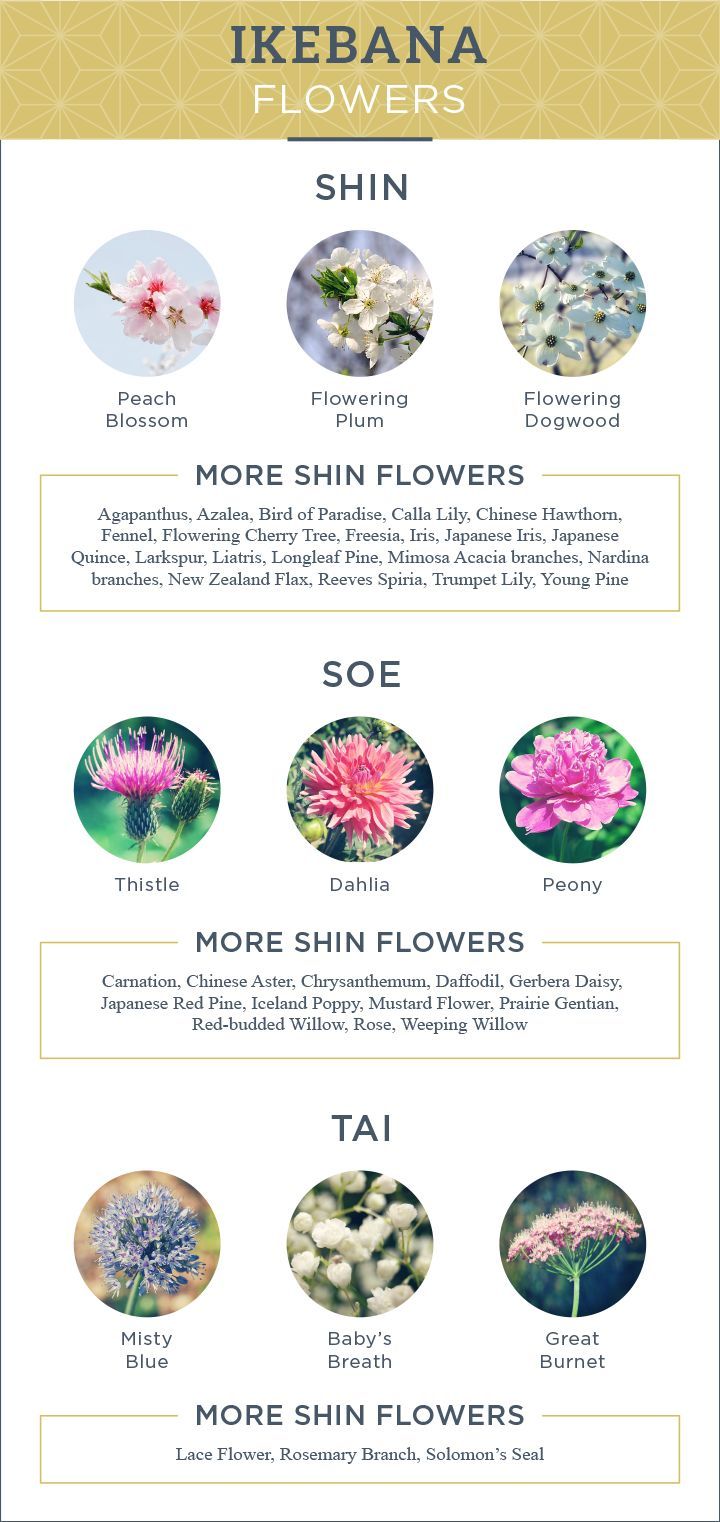 IKEBANA
FLOWERS
SHIN
Peach
Blossom
Flowering
Plum
Flowering
Dogwood
MORE SHIN FLOWERS
Agapanthus, Azalea, Bird of Paradise, Calla Lily, Chinese Hawthorn,
Fennel, Flowering Cherry Tree, Freesia, Iris, Japanese Iris, Japanese
Quince, Larkspur, Liatris, Longleaf Pine, Mimosa Acacia branches, Nardina
branches, New Zealand Flax, Reeves Spiria, Trumpet Lily, Young Pine
SOE
Thistle
Dahlia
Peony
MORE SHIN FLOWERS
Carnation, Chinese Aster, Chrysanthemum, Daffodil, Gerbera Daisy,
Japanese Red Pine, Iceland Poppy, Mustard Flower, Prairie Gentian,
Red-budded Willow, Rose, Weeping Willow
TAI
Misty
Blue
Baby’s
Breath
Great
Burnet
MORE SHIN FLOWERS
Lace Flower, Rosemary Branch, Solomon’s Seal